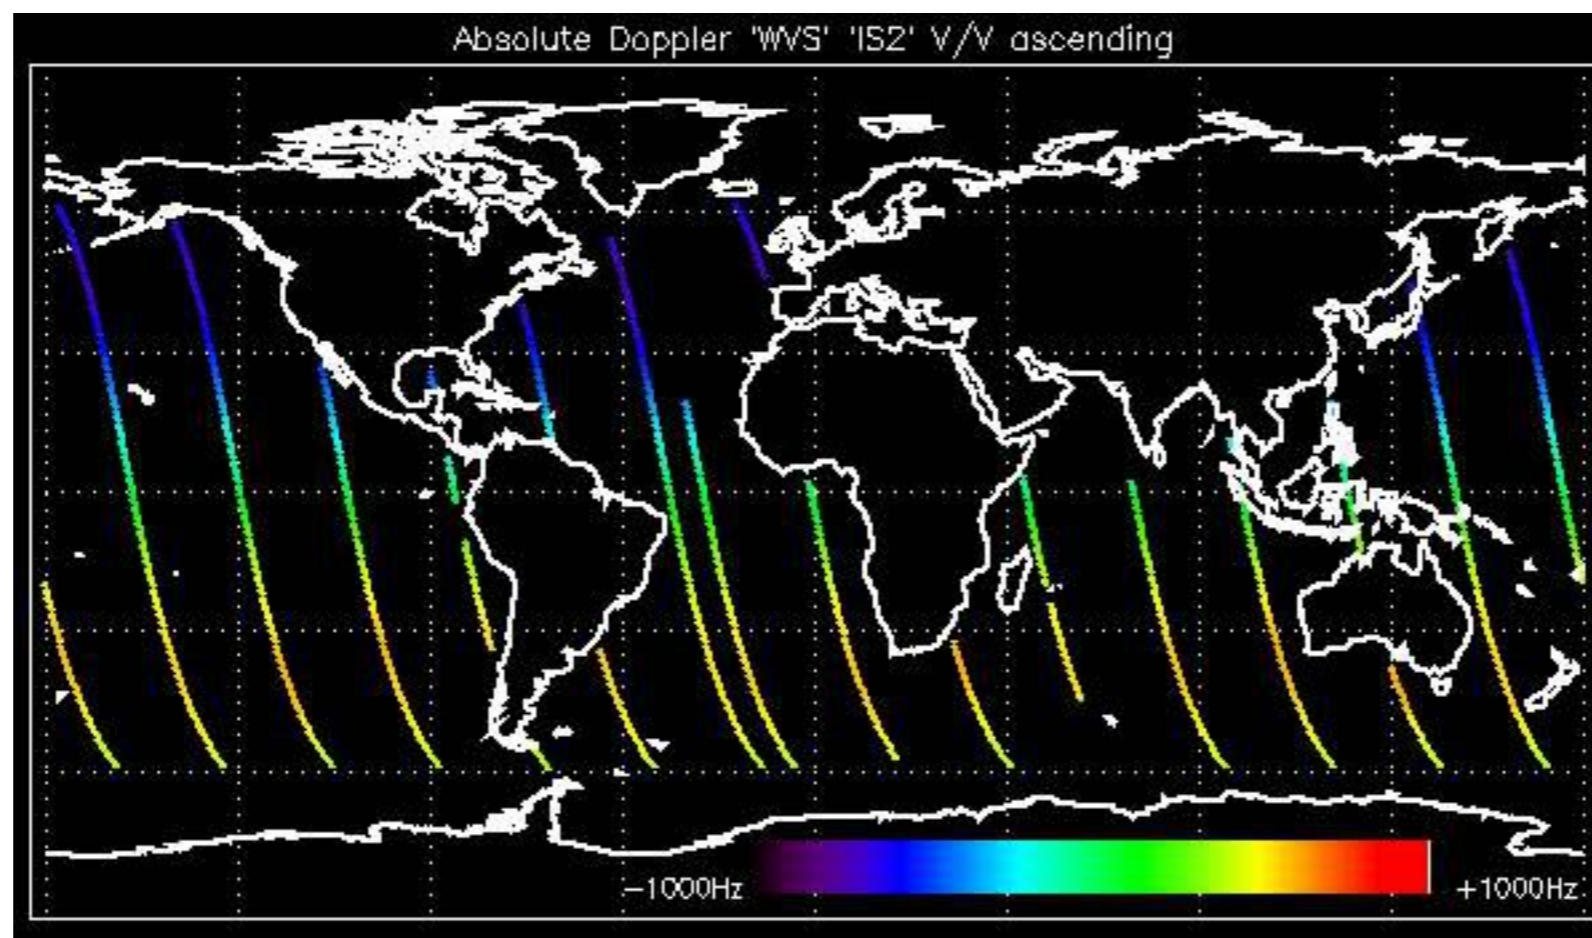 Absolute Doppler 'WVS' 'IS2' V/V ascending
−1000Hz +1000Hz